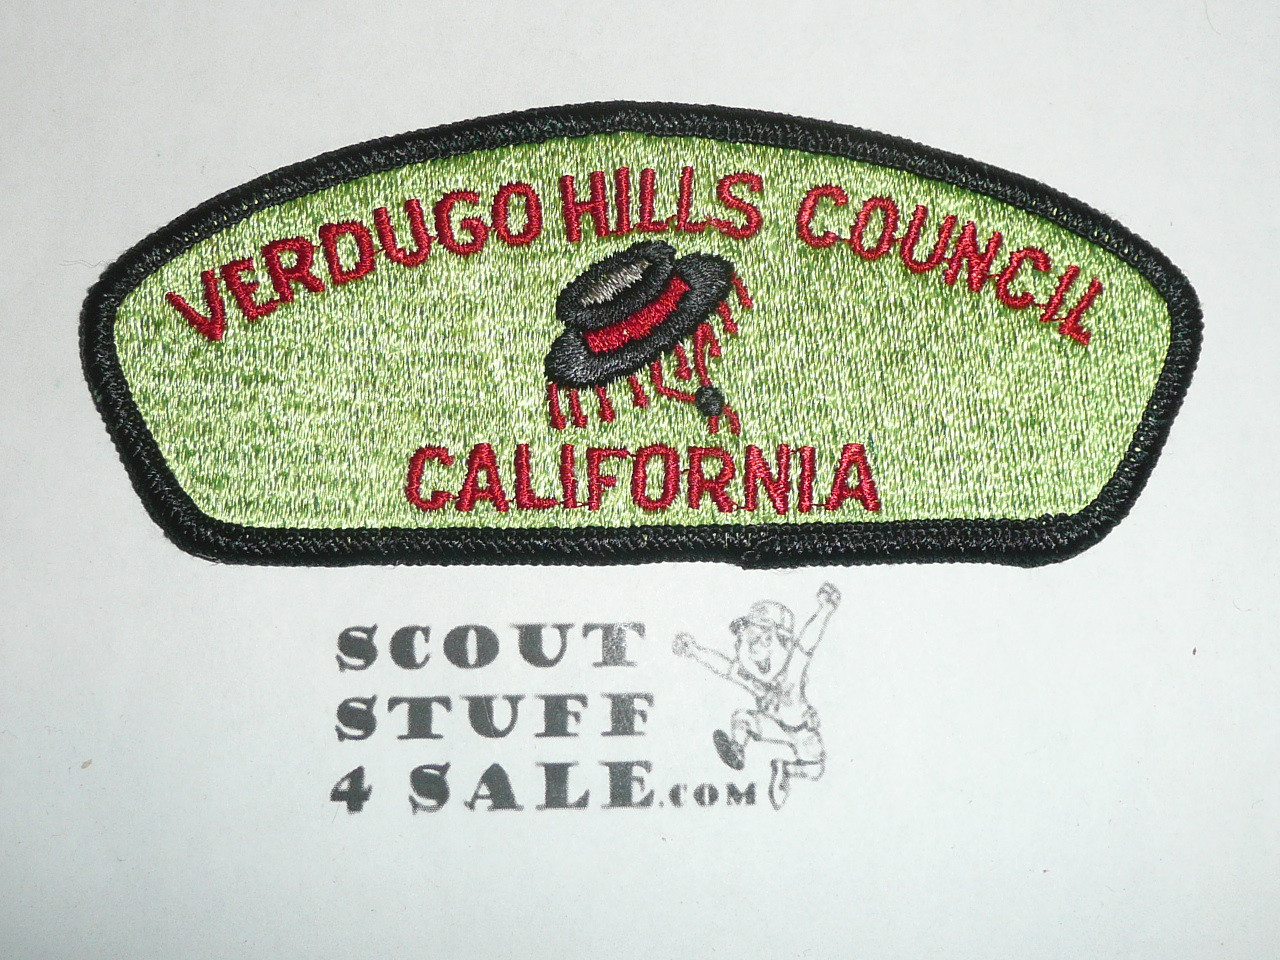 VERDUGO HILLS COUNCIL
CALIFORNIA
SCOUT
STUFF
4 SALE.COM